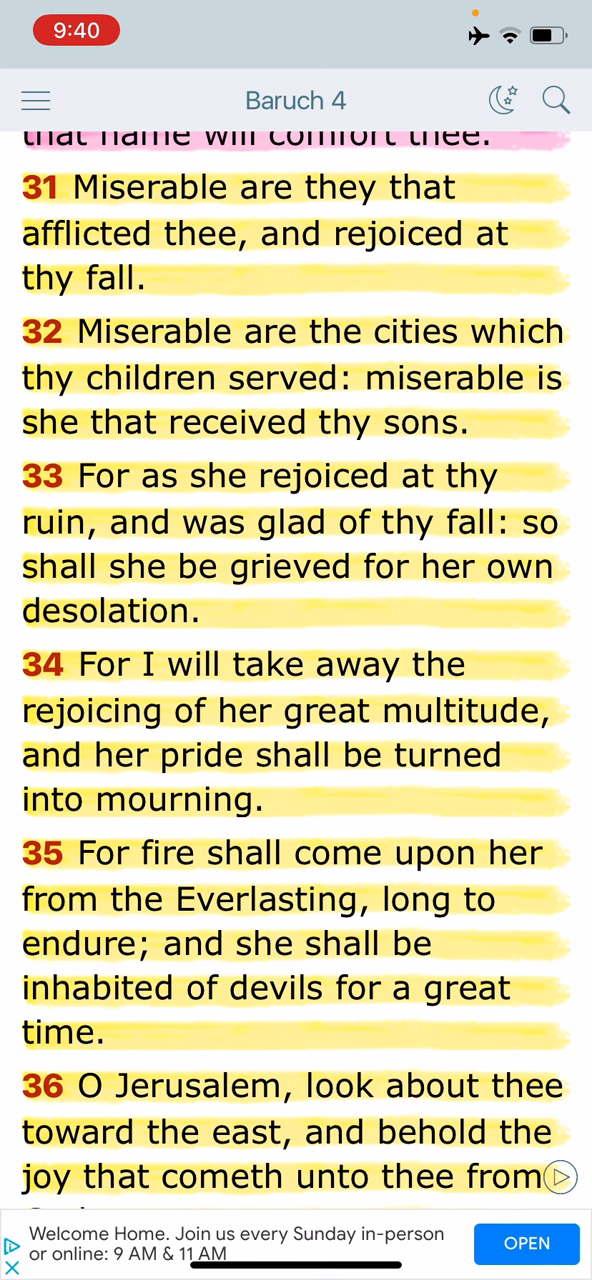 9:40
Baruch 4
that name will comfort thee.
31 Miserable are they that
afflicted thee, and rejoiced at
thy fall.
32 Miserable are the cities which
thy children served: miserable is
she that received thy sons.
33 For as she rejoiced at thy
ruin, and was glad of thy fall: so
shall she be grieved for her own
desolation.
34 For I will take away the
rejoicing of her great multitude,
and her pride shall be turned
into mourning.
35 For fire shall come upon her
from the Everlasting, long to
endure; and she shall be
inhabited of devils for a great
time.
36 O Jerusalem, look about thee
toward the east, and behold the
joy that cometh unto thee from
Welcome Home. Join us every Sunday in-person
or online: 9 AM & 11 AM
OPEN